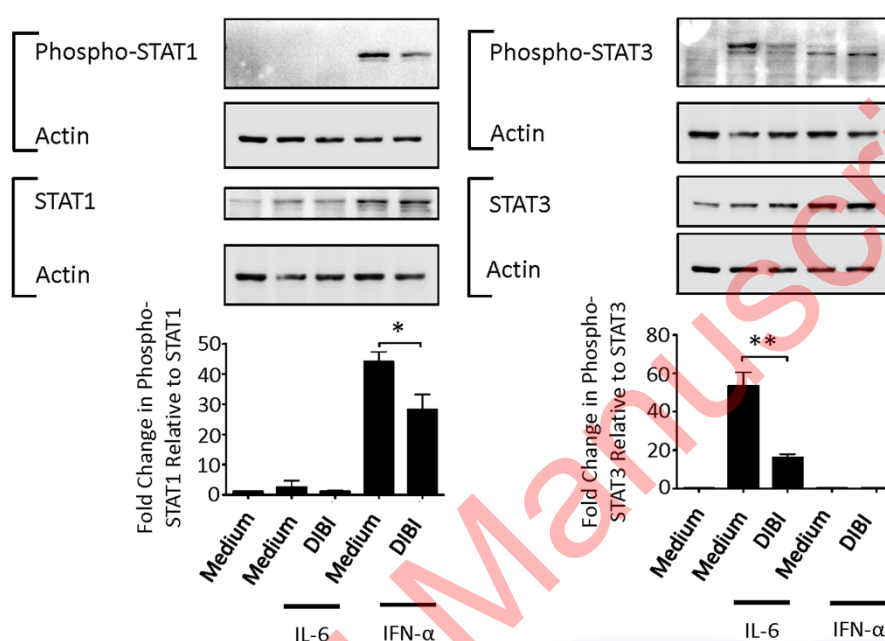 Phospho-STAT1
Actin
STAT1
Actin
Fold Change in Phospho-
STAT1 Relative to STAT1
50
40
30
20
10
0
*
Medium
Medium
DIBI
Medium
DIBI
IL-6
IFN-α
Phospho-STAT3
Actin
STAT3
Actin
Fold Change in Phospho-
STAT3 Relative to STAT3
80
60
40
20
0
**
Medium
Medium
DIBI
Medium
DIBI
IL-6
IFN-α
Manuscri